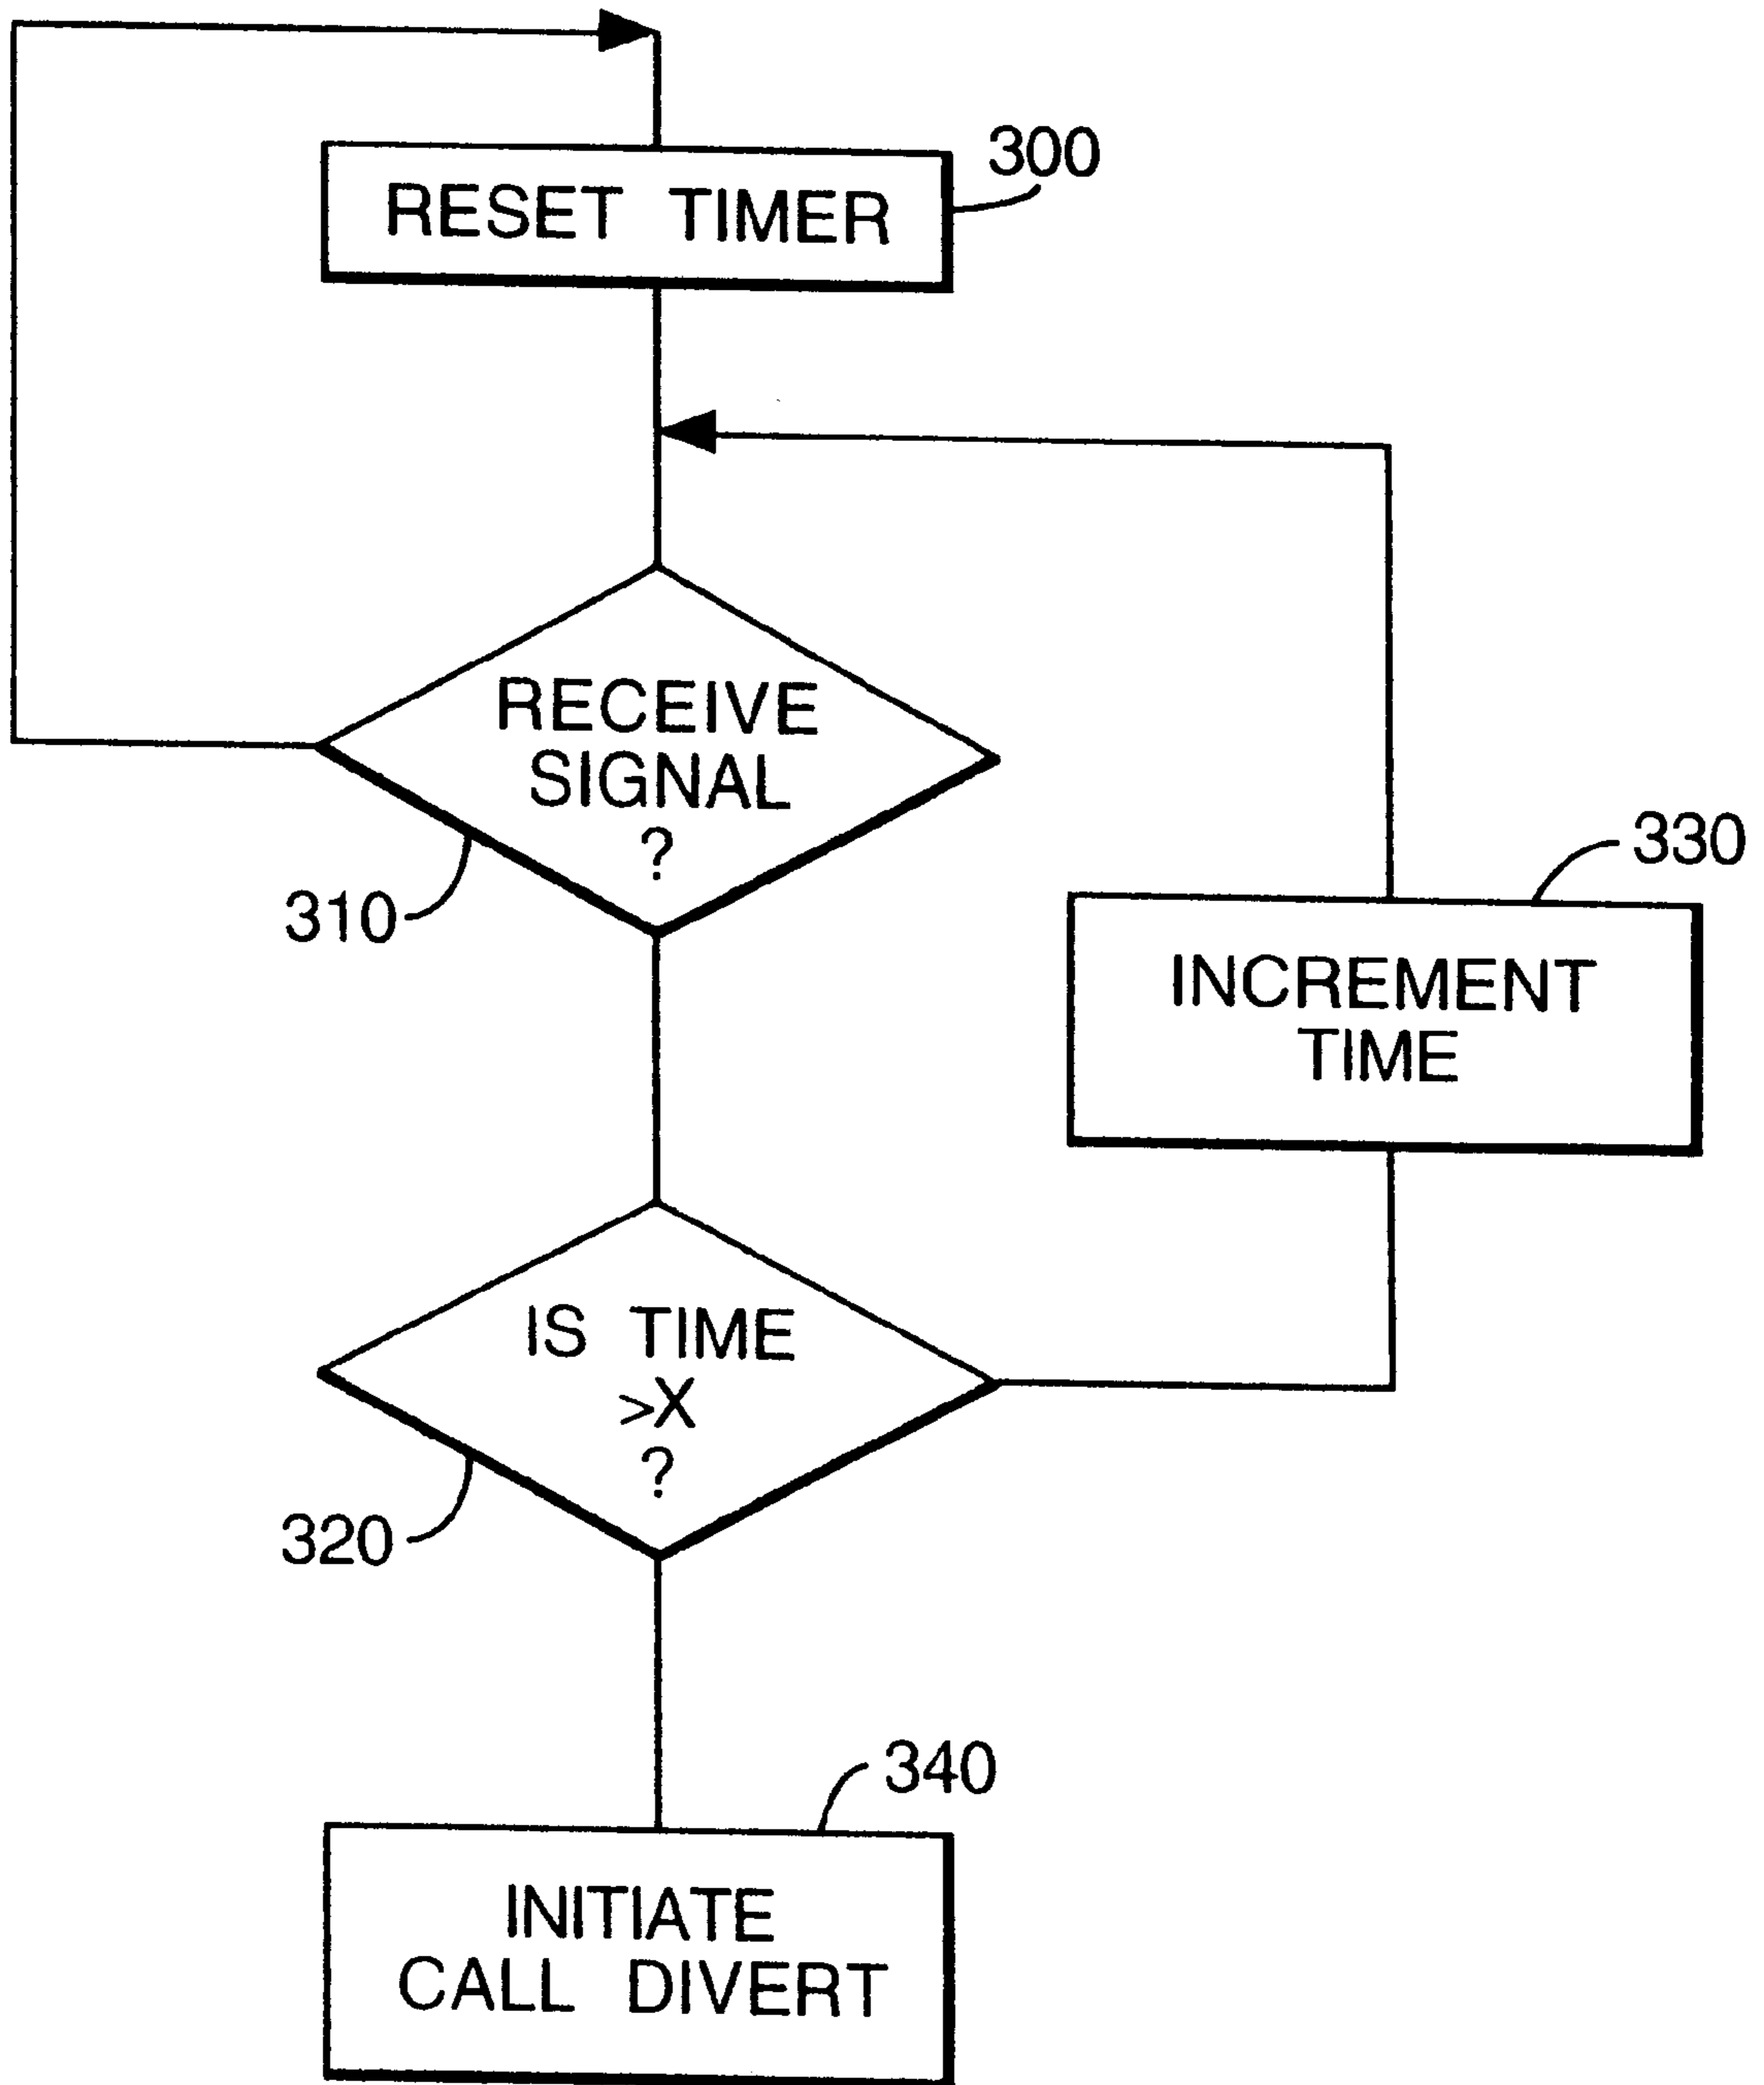 300
RESET TIMER
RECEIVE
SIGNAL
?
310
330
INCREMENT
TIME
IS TIME
>X
?
320
340
INITIATE
CALL DIVERT